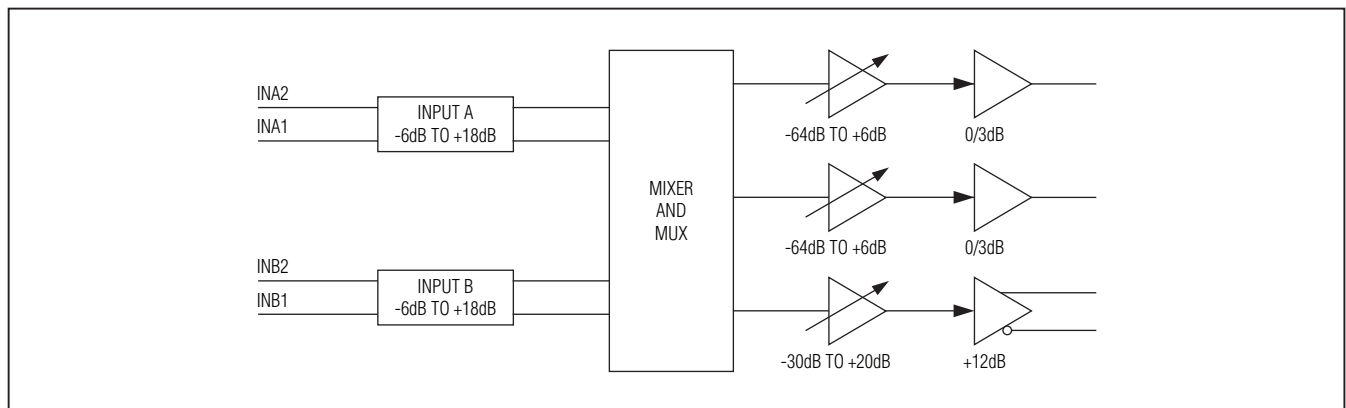 INA2
INA1
INPUT A
-6dB TO +18dB
INB2
INB1
INPUT B
-6dB TO +18dB
MIXER
AND
MUX
-64dB TO +6dB
0/3dB
-64dB TO +6dB
0/3dB
-30dB TO +20dB
+12dB